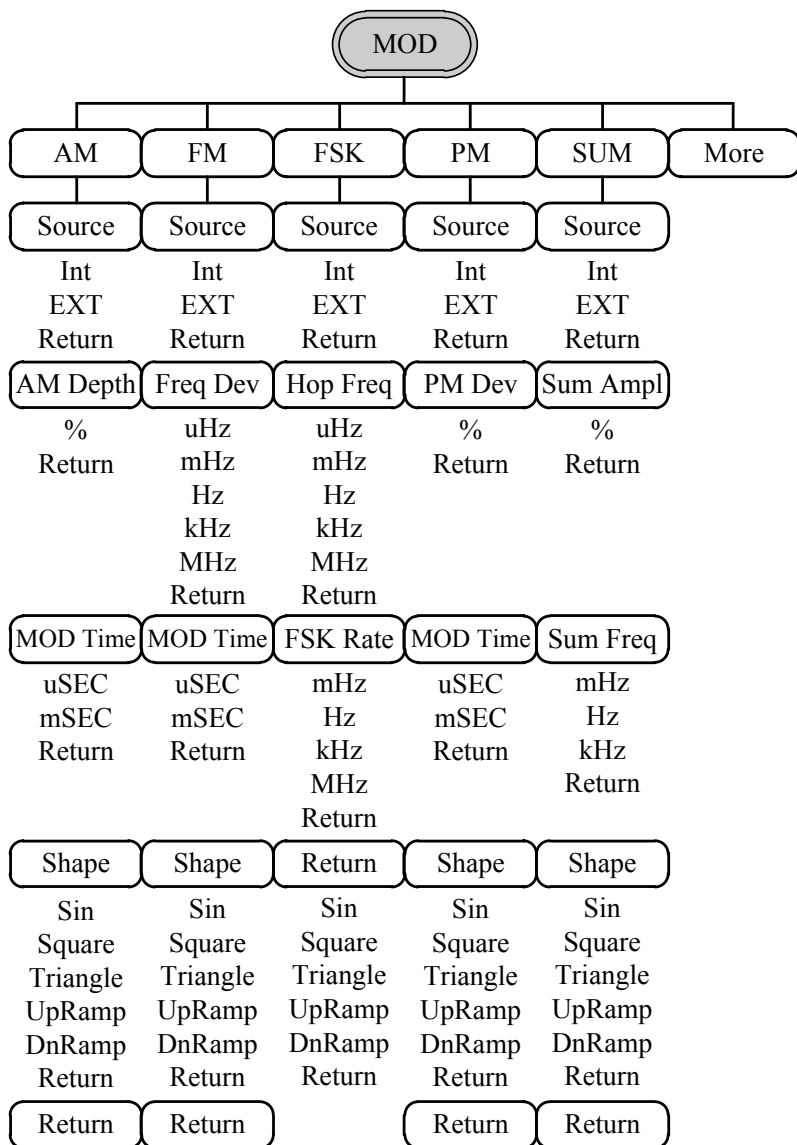 MOD
AM FM FSK PM SUM More
Source Source Source Source Source
Int Int Int Int Int
EXT EXT EXT EXT EXT
Return Return Return Return Return
AM Depth Freq Dev Hop Freq PM Dev Sum Ampl
% uHz uHz % %
Return mHz mHz Return Return
Hz Hz
kHz kHz
MHz MHz
Return Return
MOD Time MOD Time FSK Rate MOD Time Sum Freq
uSEC uSEC mHz uSEC mHz
mSEC mSEC Hz mSEC Hz
Return Return kHz Return kHz
MHz Return
Return
Shape Shape Return Shape Shape
Sin Sin Sin Sin Sin
Square Square Square Square Square
Triangle Triangle Triangle Triangle Triangle
UpRamp UpRamp UpRamp UpRamp UpRamp
DnRamp DnRamp DnRamp DnRamp DnRamp
Return Return Return Return Return
Return Return Return Return